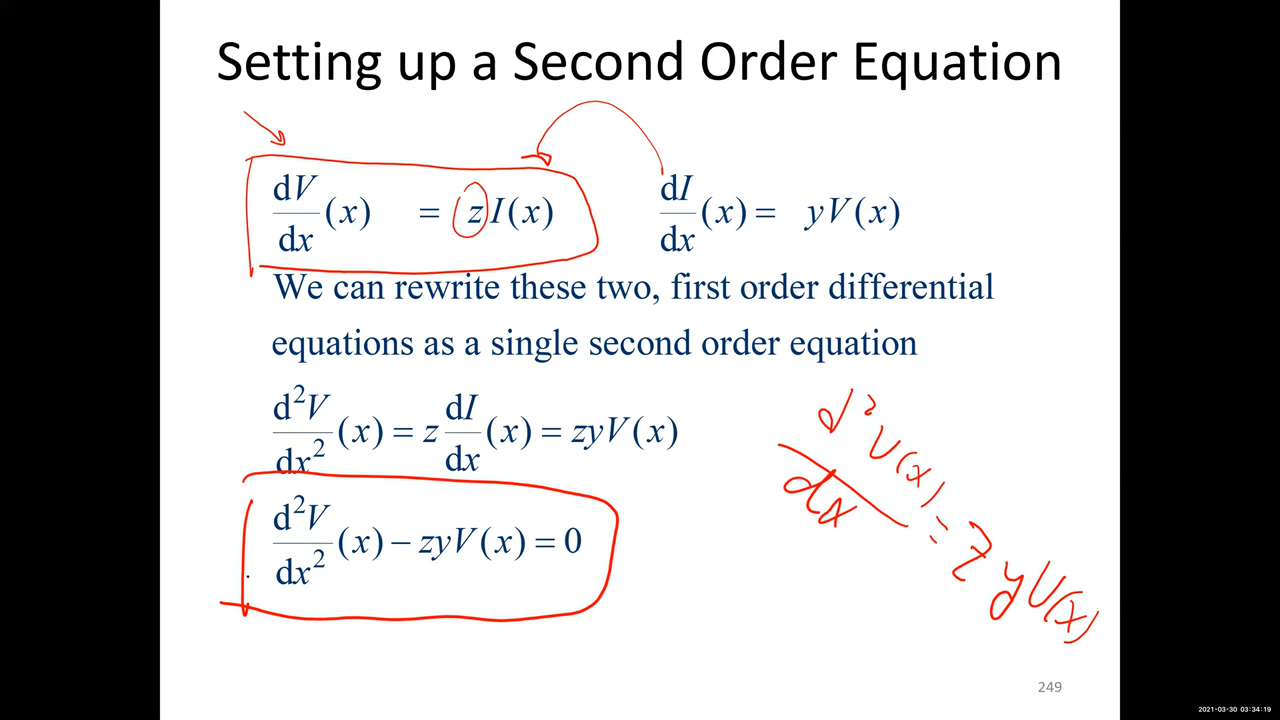 Setting up a Second Order Equation
dV/dx (x) = z I(x)    dI/dx (x) = yV(x)
We can rewrite these two, first order differential
equations as a single second order equation
d²V/dx² (x) = z dI/dx (x) = zyV(x)
d²V/dx² (x) − zyV(x) = 0
d²V(x)/dx = zyV(x)
249
2021-03-30 03:34:19